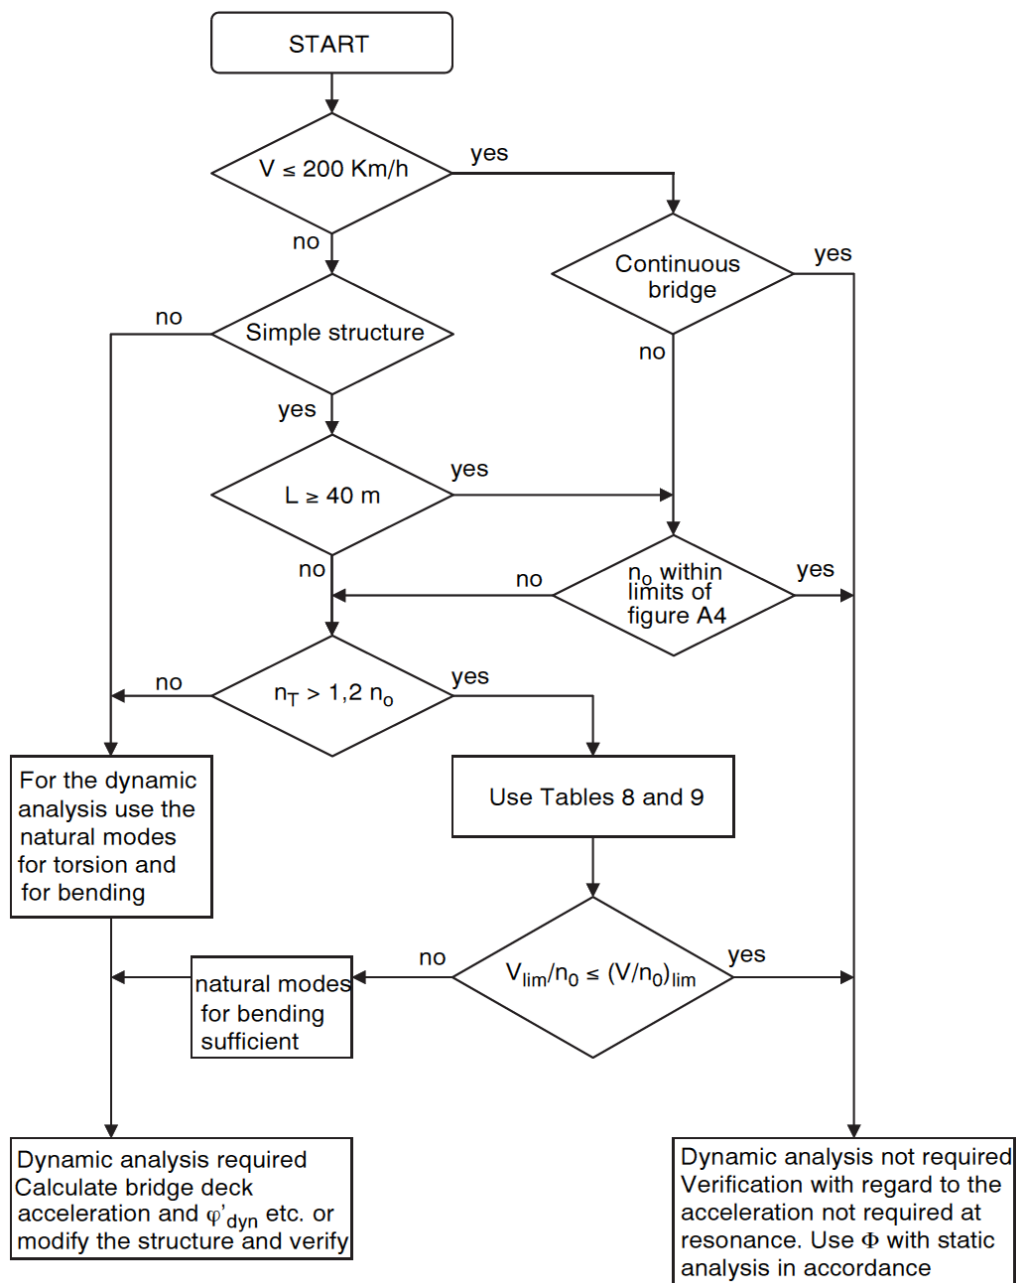 START
V ≤ 200 Km/h
yes
no
Continuous
bridge
yes
no
Simple structure
no
yes
L ≥ 40 m
yes
no
n₀ within
limits of
figure A4
no
yes
n_T > 1,2 n₀
no
yes
For the dynamic
analysis use the
natural modes
for torsion and
for bending
Use Tables 8 and 9
V_lim/n₀ ≤ (V/n₀)_lim
no
yes
natural modes
for bending
sufficient
Dynamic analysis required
Calculate bridge deck
acceleration and φ'_dyn etc. or
modify the structure and verify
Dynamic analysis not required
Verification with regard to the
acceleration not required at
resonance. Use Φ with static
analysis in accordance